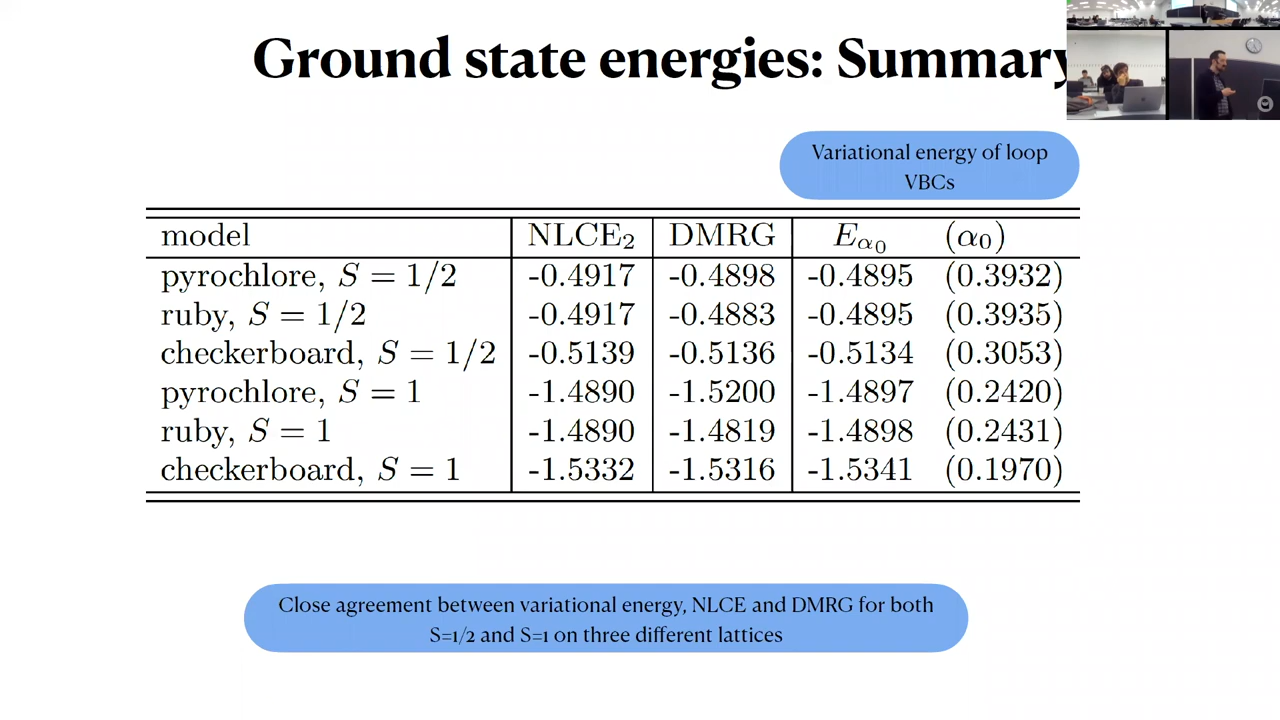 Ground state energies: Summary
Variational energy of loop
VBCs
model NLCE₂ DMRG E_α₀ (α₀)
pyrochlore, S = 1/2 -0.4917 -0.4898 -0.4895 (0.3932)
ruby, S = 1/2 -0.4917 -0.4883 -0.4895 (0.3935)
checkerboard, S = 1/2 -0.5139 -0.5136 -0.5134 (0.3053)
pyrochlore, S = 1 -1.4890 -1.5200 -1.4897 (0.2420)
ruby, S = 1 -1.4890 -1.4819 -1.4898 (0.2431)
checkerboard, S = 1 -1.5332 -1.5316 -1.5341 (0.1970)
Close agreement between variational energy, NLCE and DMRG for both
S=1/2 and S=1 on three different lattices